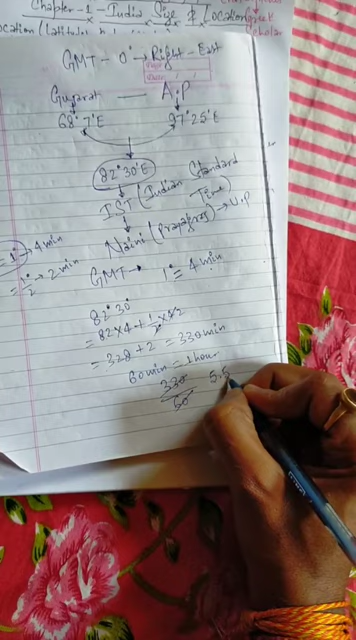 Chapter-1 - India Size & Location
GMT - 0° → Right - East
Gujarat — A.P
68°7'E 97°25'E
82°30'E
IST (Indian Standard Time)
Naini (Prayagraj) → U.P
1° → 4 min
GMT → 1° = 4 min
= 1°/2 → 2 min
82°30'
= 82×4+1/2×4/2
= 328 + 2 = 330 min
60 min = 1 hour
330/60 5.5